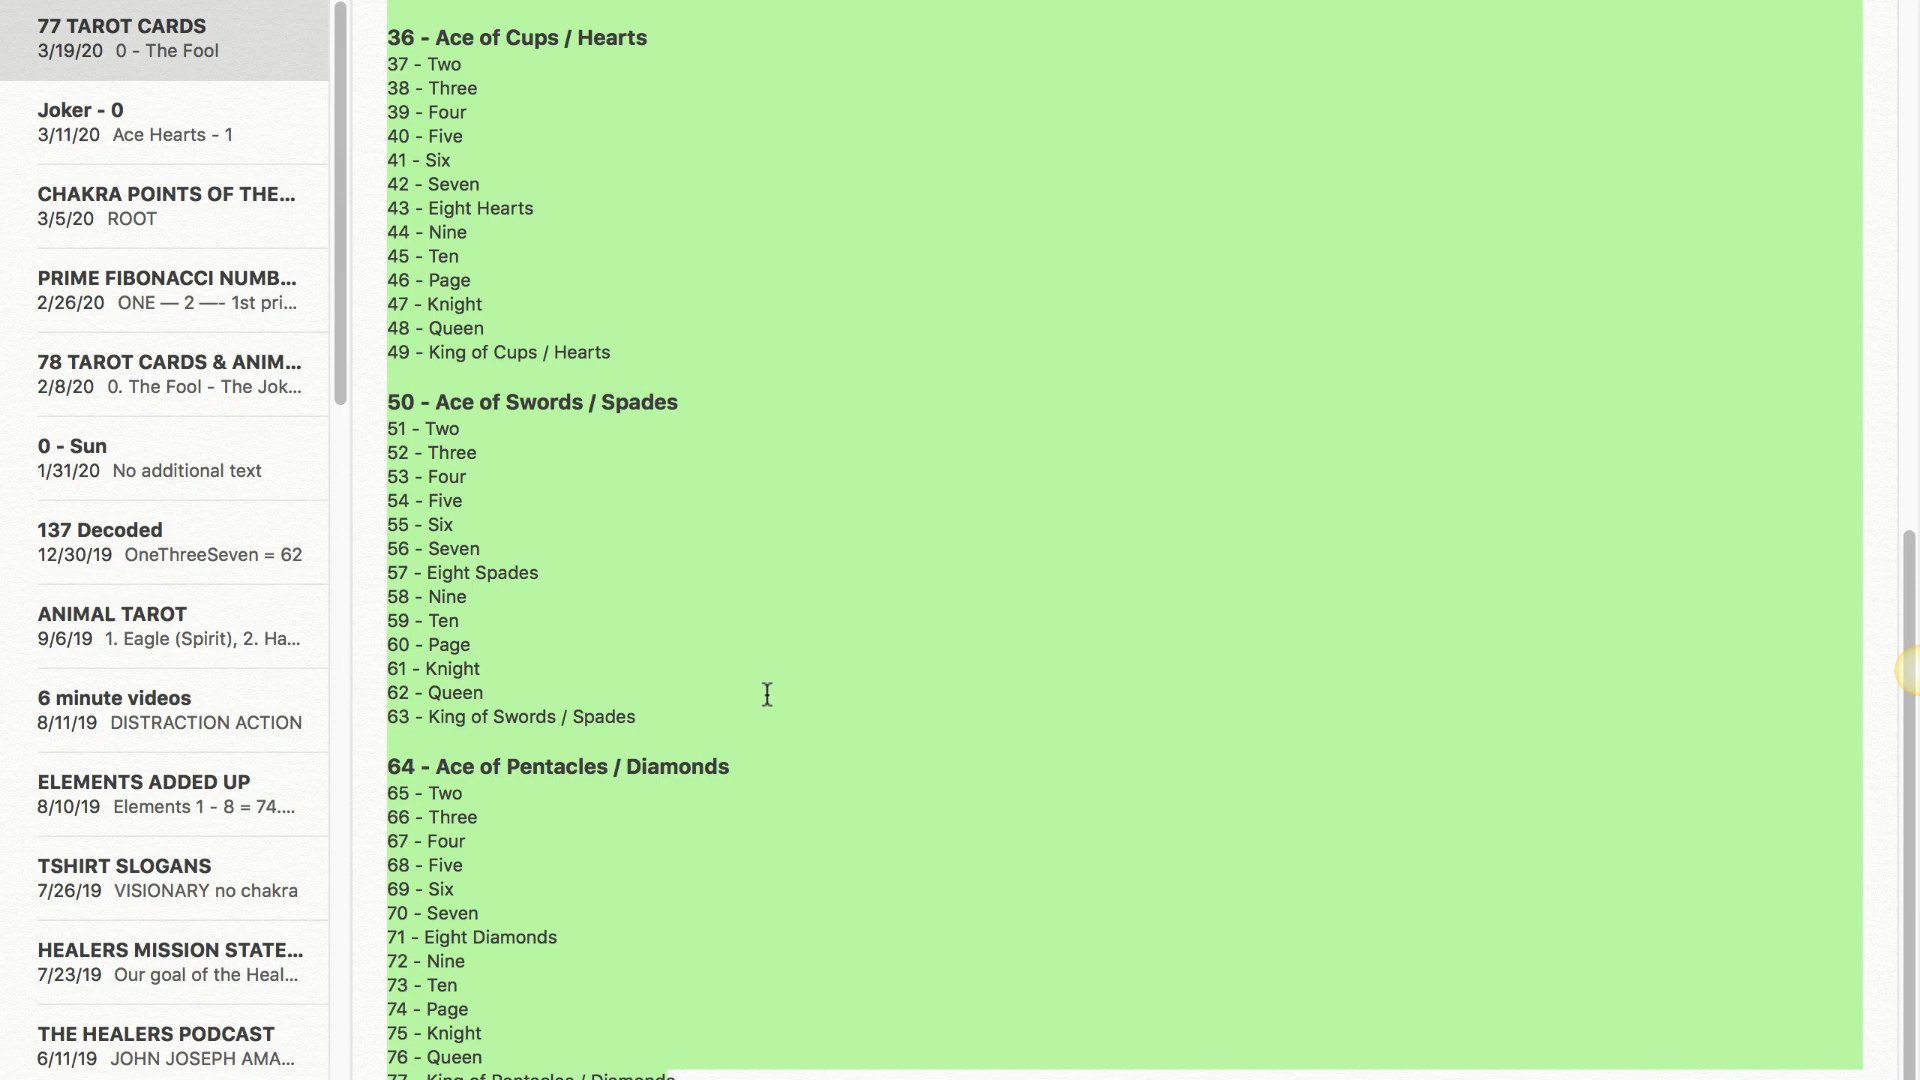 77 TAROT CARDS
3/19/20 0 - The Fool
Joker - 0
3/11/20 Ace Hearts - 1
CHAKRA POINTS OF THE...
3/5/20 ROOT
PRIME FIBONACCI NUMB...
2/26/20 ONE — 2 —- 1st pri...
78 TAROT CARDS & ANIM...
2/8/20 0. The Fool - The Jok...
0 - Sun
1/31/20 No additional text
137 Decoded
12/30/19 OneThreeSeven = 62
ANIMAL TAROT
9/6/19 1. Eagle (Spirit), 2. Ha...
6 minute videos
8/11/19 DISTRACTION ACTION
ELEMENTS ADDED UP
8/10/19 Elements 1 - 8 = 74....
TSHIRT SLOGANS
7/26/19 VISIONARY no chakra
HEALERS MISSION STATE...
7/23/19 Our goal of the Heal...
THE HEALERS PODCAST
6/11/19 JOHN JOSEPH AMA...
36 - Ace of Cups / Hearts
37 - Two
38 - Three
39 - Four
40 - Five
41 - Six
42 - Seven
43 - Eight Hearts
44 - Nine
45 - Ten
46 - Page
47 - Knight
48 - Queen
49 - King of Cups / Hearts
50 - Ace of Swords / Spades
51 - Two
52 - Three
53 - Four
54 - Five
55 - Six
56 - Seven
57 - Eight Spades
58 - Nine
59 - Ten
60 - Page
61 - Knight
62 - Queen
63 - King of Swords / Spades
64 - Ace of Pentacles / Diamonds
65 - Two
66 - Three
67 - Four
68 - Five
69 - Six
70 - Seven
71 - Eight Diamonds
72 - Nine
73 - Ten
74 - Page
75 - Knight
76 - Queen
77 - King of Pentacles / Diamonds